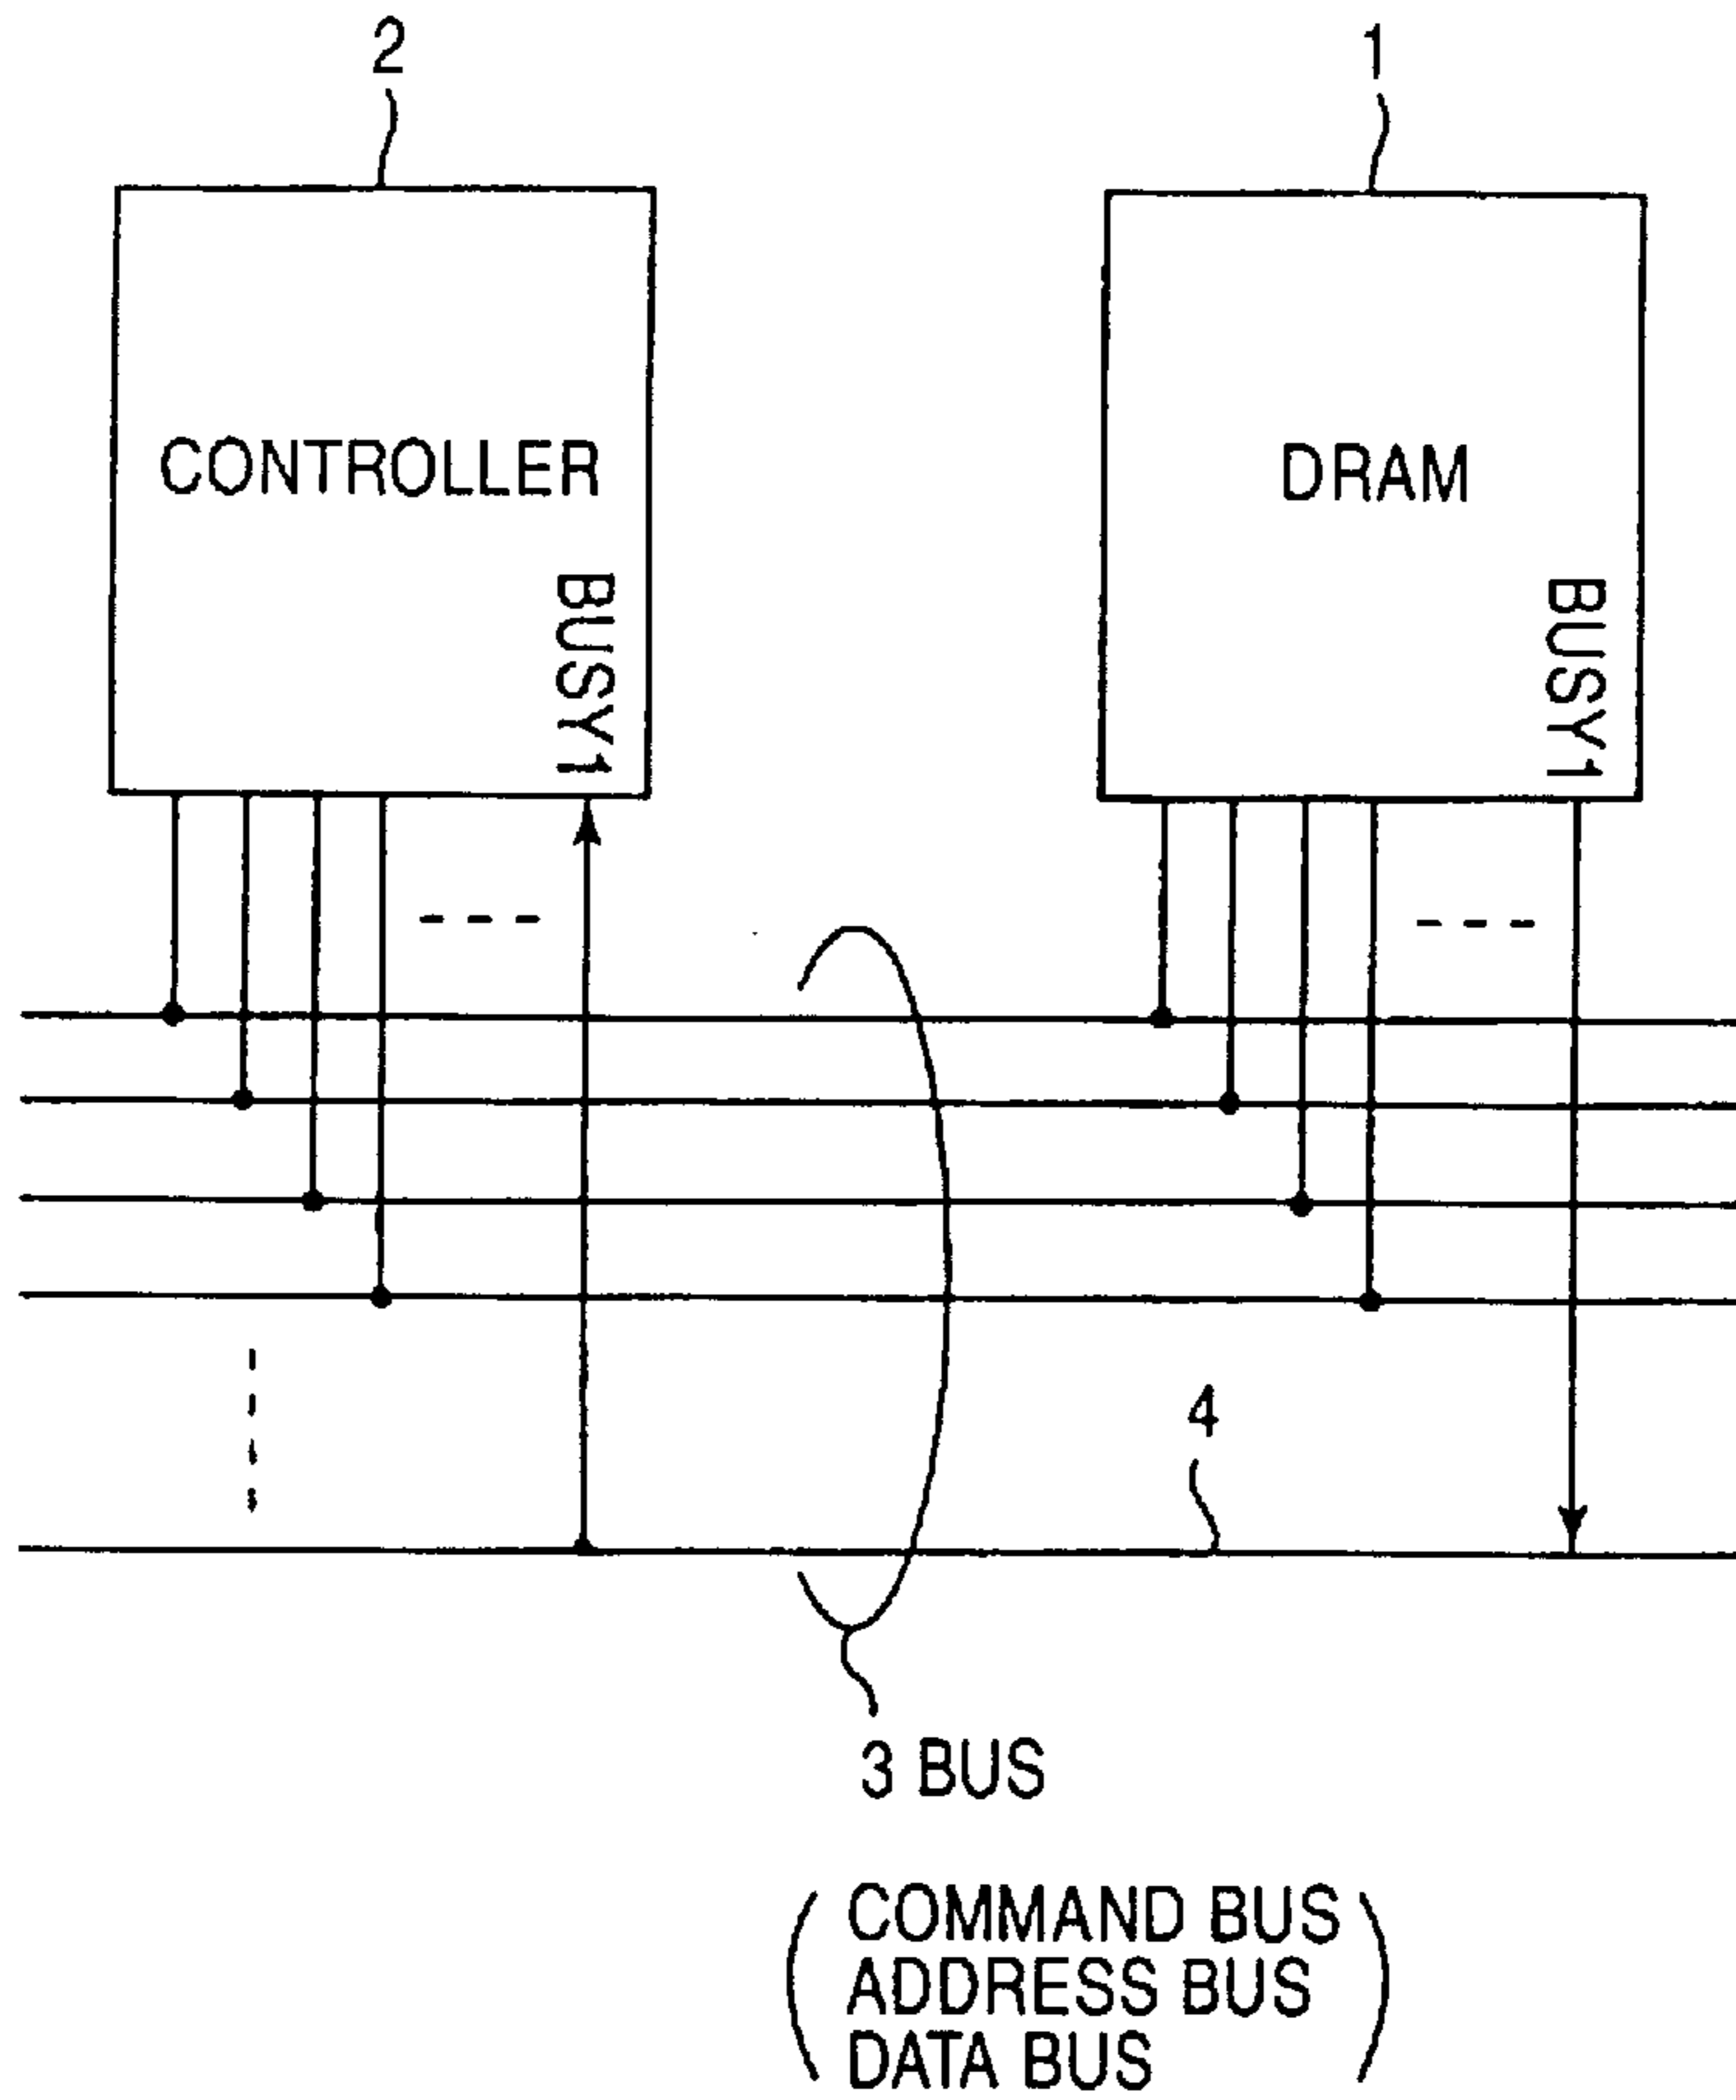 2
1
CONTROLLER
DRAM
BUSY1
BUSY1
4
3 BUS
COMMAND BUS
ADDRESS BUS
DATA BUS